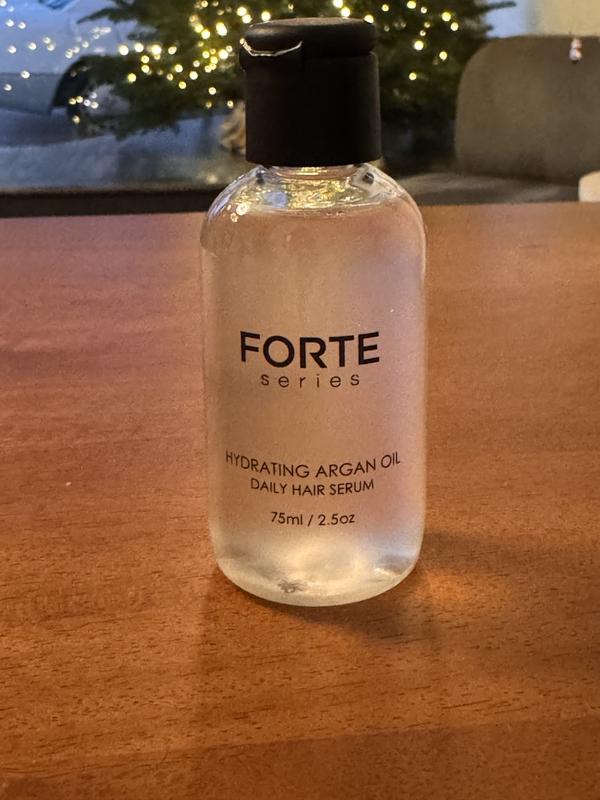 FORTE
series
HYDRATING ARGAN OIL
DAILY HAIR SERUM
75ml / 2.5oz